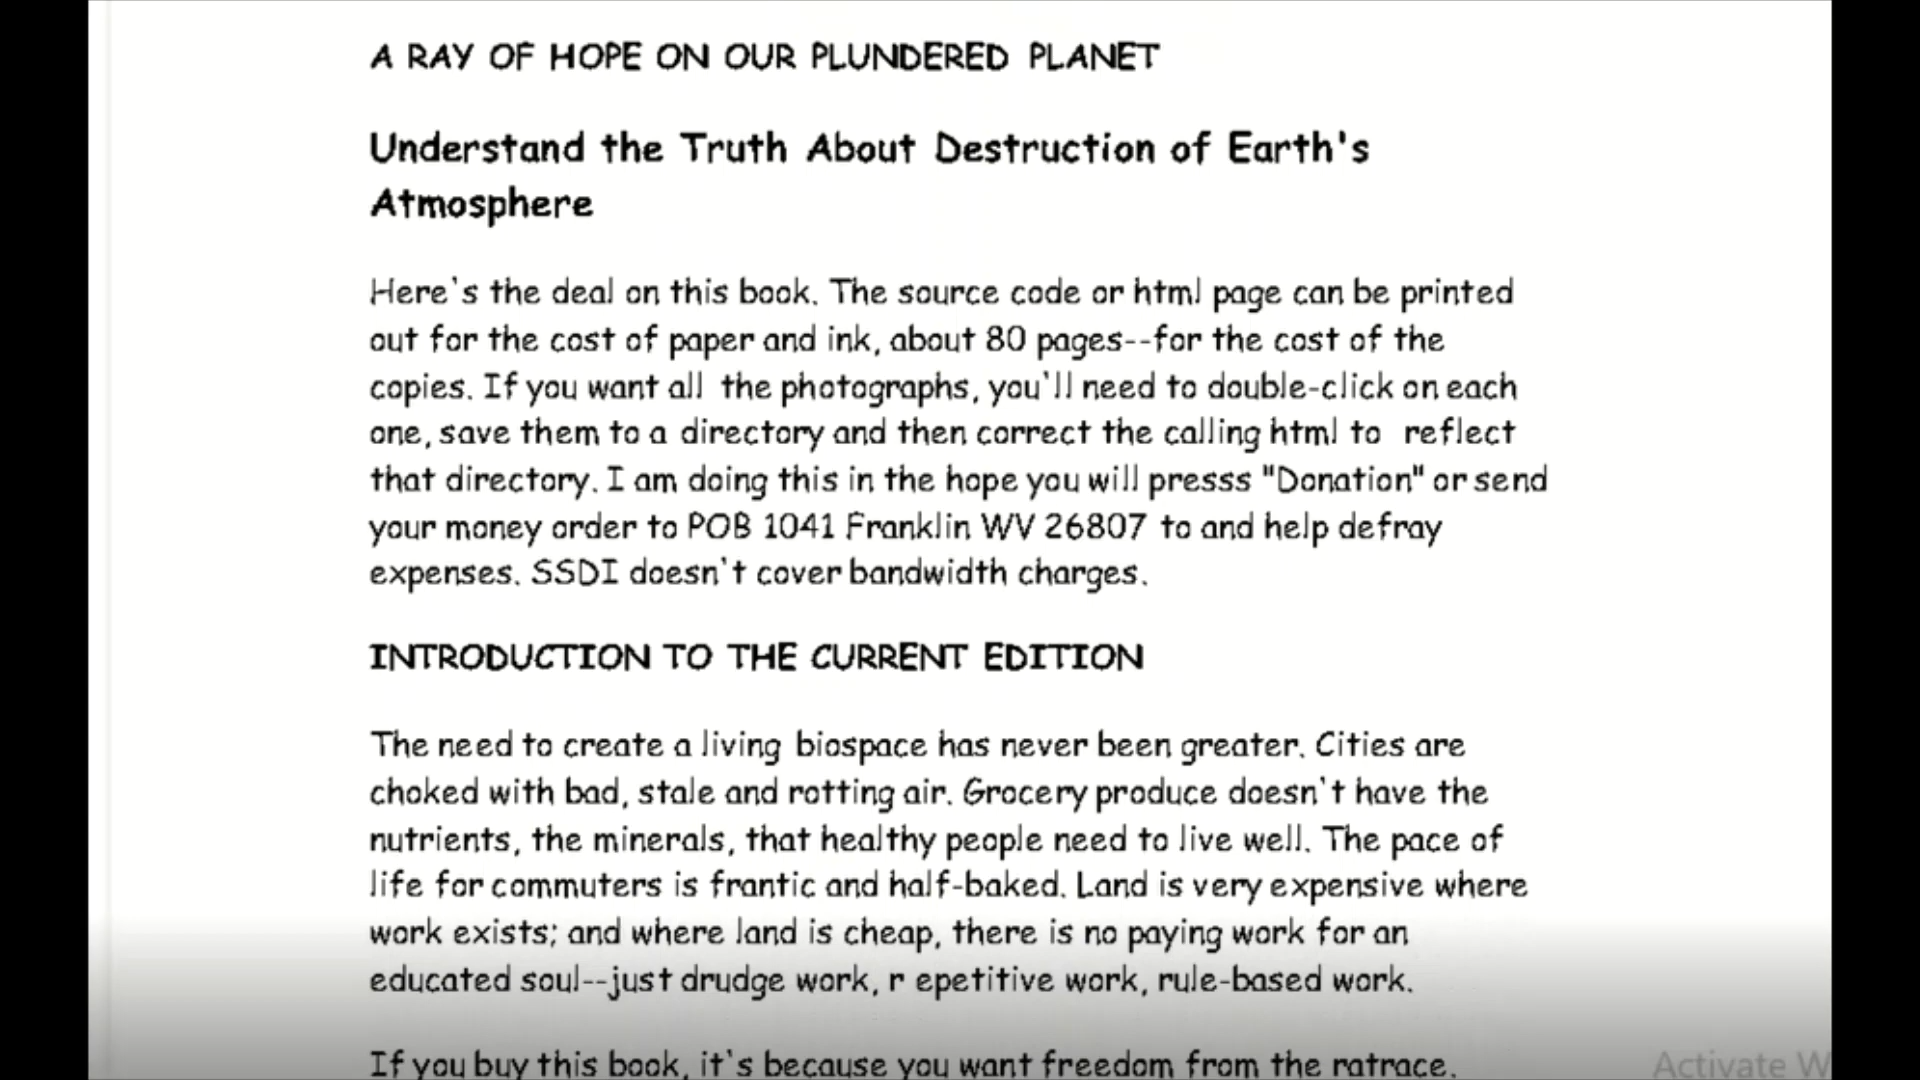 A RAY OF HOPE ON OUR PLUNDERED PLANET
Understand the Truth About Destruction of Earth's
Atmosphere
Here's the deal on this book. The source code or html page can be printed
out for the cost of paper and ink, about 80 pages--for the cost of the
copies. If you want all the photographs, you'll need to double-click on each
one, save them to a directory and then correct the calling html to reflect
that directory. I am doing this in the hope you will presss "Donation" or send
your money order to POB 1041 Franklin WV 26807 to and help defray
expenses. SSDI doesn't cover bandwidth charges.
INTRODUCTION TO THE CURRENT EDITION
The need to create a living biospace has never been greater. Cities are
choked with bad, stale and rotting air. Grocery produce doesn't have the
nutrients, the minerals, that healthy people need to live well. The pace of
life for commuters is frantic and half-baked. Land is very expensive where
work exists; and where land is cheap, there is no paying work for an
educated soul--just drudge work, r epetitive work, rule-based work.
If you buy this book, it's because you want freedom from the ratrace.
Activate W